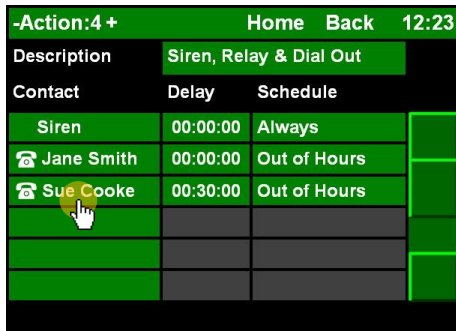 -Action:4 + Home Back 12:23
Description Siren, Relay & Dial Out
Contact Delay Schedule
Siren 00:00:00 Always
Jane Smith 00:00:00 Out of Hours
Sue Cooke 00:30:00 Out of Hours